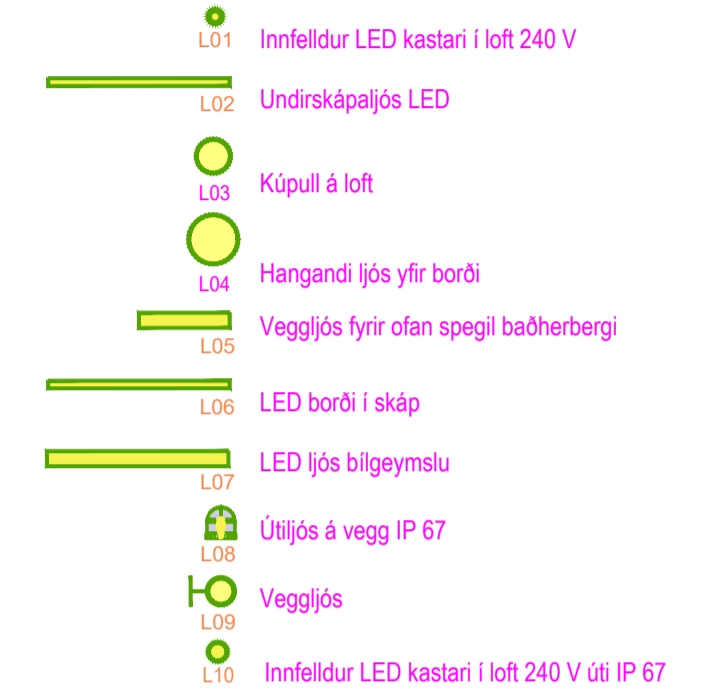 L01 Innfelldur LED kastari í loft 240 V
L02 Undirskápaljós LED
L03 Kúpull á loft
L04 Hangandi ljós yfir borði
L05 Veggljós fyrir ofan spegil baðherbergi
L06 LED borði í skáp
L07 LED ljós bílgeymslu
L08 Útiljós á vegg IP 67
L09 Veggljós
L10 Innfelldur LED kastari í loft 240 V úti IP 67